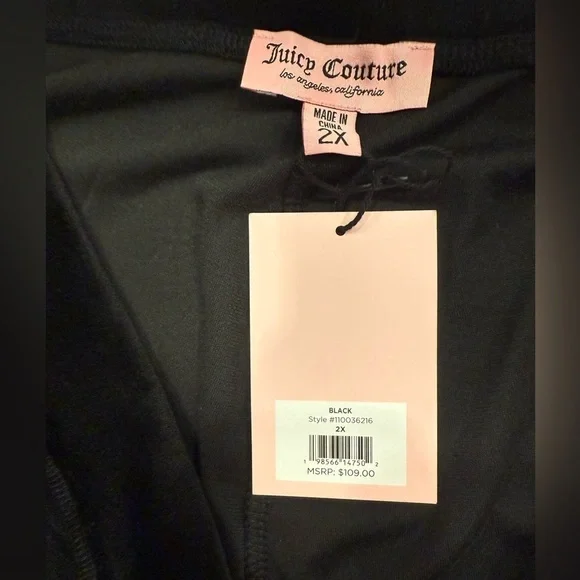 Juicy Couture
los angeles, california
MADE IN
CHINA
2X
BLACK
Style #110036216
2X
1 98566 14750 2
MSRP: $109.00